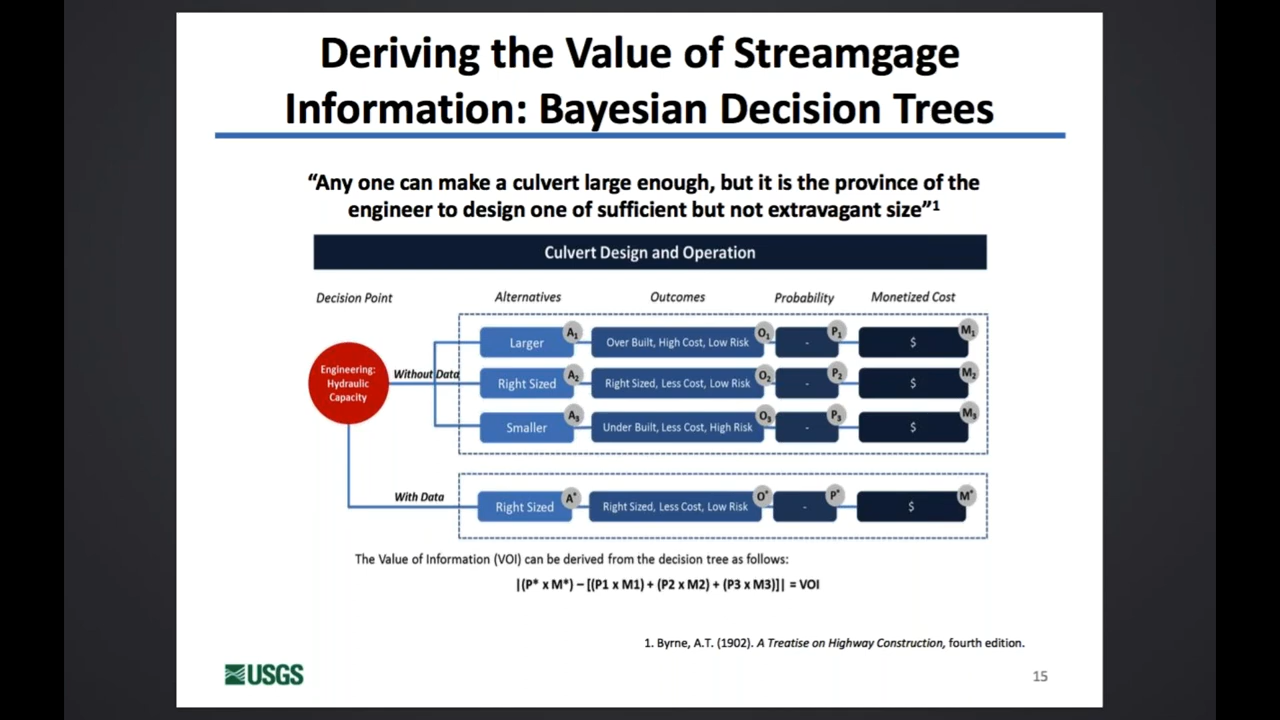 Deriving the Value of Streamgage
Information: Bayesian Decision Trees
“Any one can make a culvert large enough, but it is the province of the
engineer to design one of sufficient but not extravagant size”1
Culvert Design and Operation
Decision Point
Alternatives
Outcomes
Probability
Monetized Cost
Engineering:
Hydraulic
Capacity
Without Data
Larger A1 Over Built, High Cost, Low Risk O1 - P1 $ M1
Right Sized A2 Right Sized, Less Cost, Low Risk O2 - P2 $ M2
Smaller A3 Under Built, Less Cost, High Risk O3 - P3 $ M3
With Data
Right Sized A* Right Sized, Less Cost, Low Risk O* - P* $ M*
The Value of Information (VOI) can be derived from the decision tree as follows:
|(P* x M*) – [(P1 x M1) + (P2 x M2) + (P3 x M3)]| = VOI
1. Byrne, A.T. (1902). A Treatise on Highway Construction, fourth edition.
USGS
15